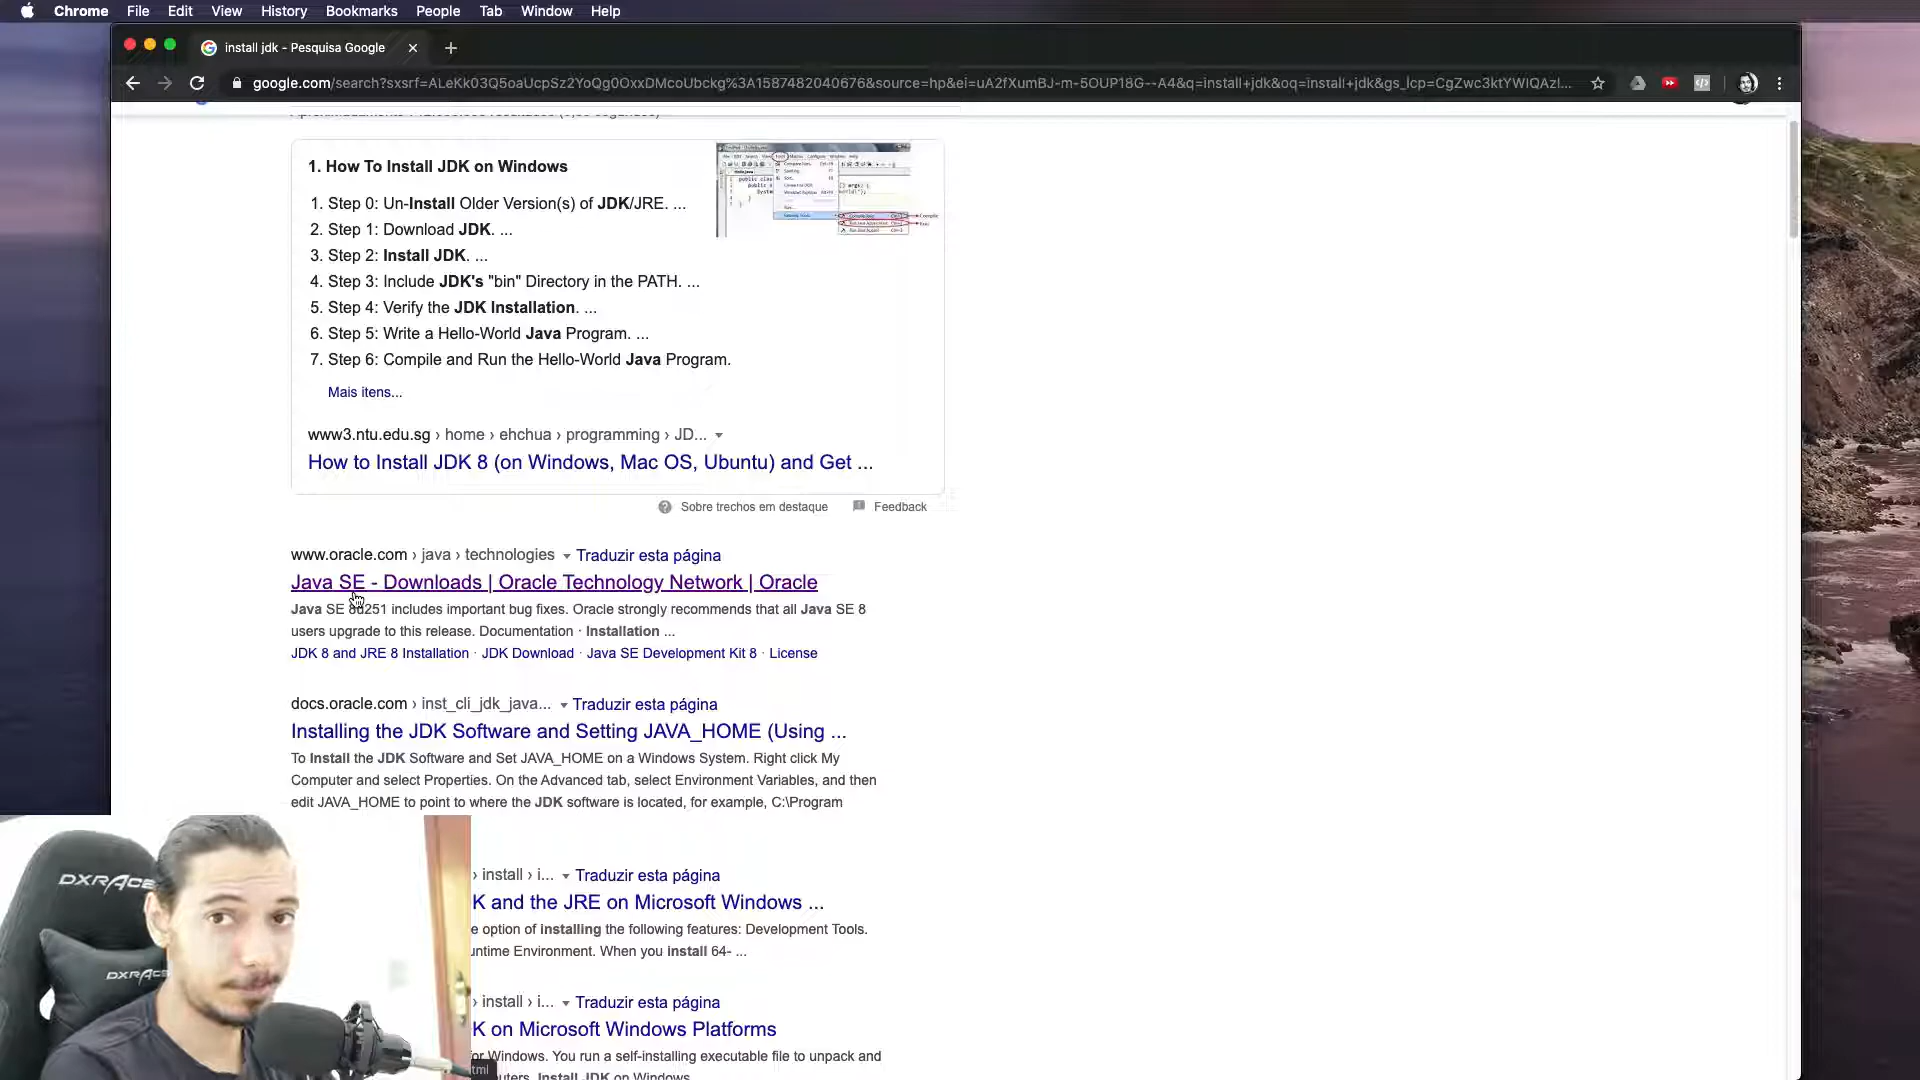 Chrome File Edit View History Bookmarks People Tab Window Help
install jdk - Pesquisa Google
google.com/search?sxsrf=ALeKk03Q5oaUcpSz2YoQg0OxxDMcoUbckg%3A1587482040676&source=hp&ei=uA2fXumBJ-m-5OUP18G--A4&q=install+jdk&oq=install+jdk&gs_lcp=CgZwc3ktYWIQAzI...
1. How To Install JDK on Windows
1. Step 0: Un-Install Older Version(s) of JDK/JRE. ...
2. Step 1: Download JDK. ...
3. Step 2: Install JDK. ...
4. Step 3: Include JDK's "bin" Directory in the PATH. ...
5. Step 4: Verify the JDK Installation. ...
6. Step 5: Write a Hello-World Java Program. ...
7. Step 6: Compile and Run the Hello-World Java Program.
Mais itens...
www3.ntu.edu.sg › home › ehchua › programming › JD...
How to Install JDK 8 (on Windows, Mac OS, Ubuntu) and Get ...
Sobre trechos em destaque Feedback
www.oracle.com › java › technologies Traduzir esta página
Java SE - Downloads | Oracle Technology Network | Oracle
Java SE 8u251 includes important bug fixes. Oracle strongly recommends that all Java SE 8
users upgrade to this release. Documentation · Installation ...
JDK 8 and JRE 8 Installation · JDK Download · Java SE Development Kit 8 · License
docs.oracle.com › inst_cli_jdk_java... Traduzir esta página
Installing the JDK Software and Setting JAVA_HOME (Using ...
To Install the JDK Software and Set JAVA_HOME on a Windows System. Right click My
Computer and select Properties. On the Advanced tab, select Environment Variables, and then
edit JAVA_HOME to point to where the JDK software is located, for example, C:\Program
› install › i... Traduzir esta página
K and the JRE on Microsoft Windows ...
e option of installing the following features: Development Tools.
untime Environment. When you install 64- ...
› install › i... Traduzir esta página
K on Microsoft Windows Platforms
for Windows. You run a self-installing executable file to unpack and
uters. Install JDK on Windows
tml
DXRACE
DXRACE